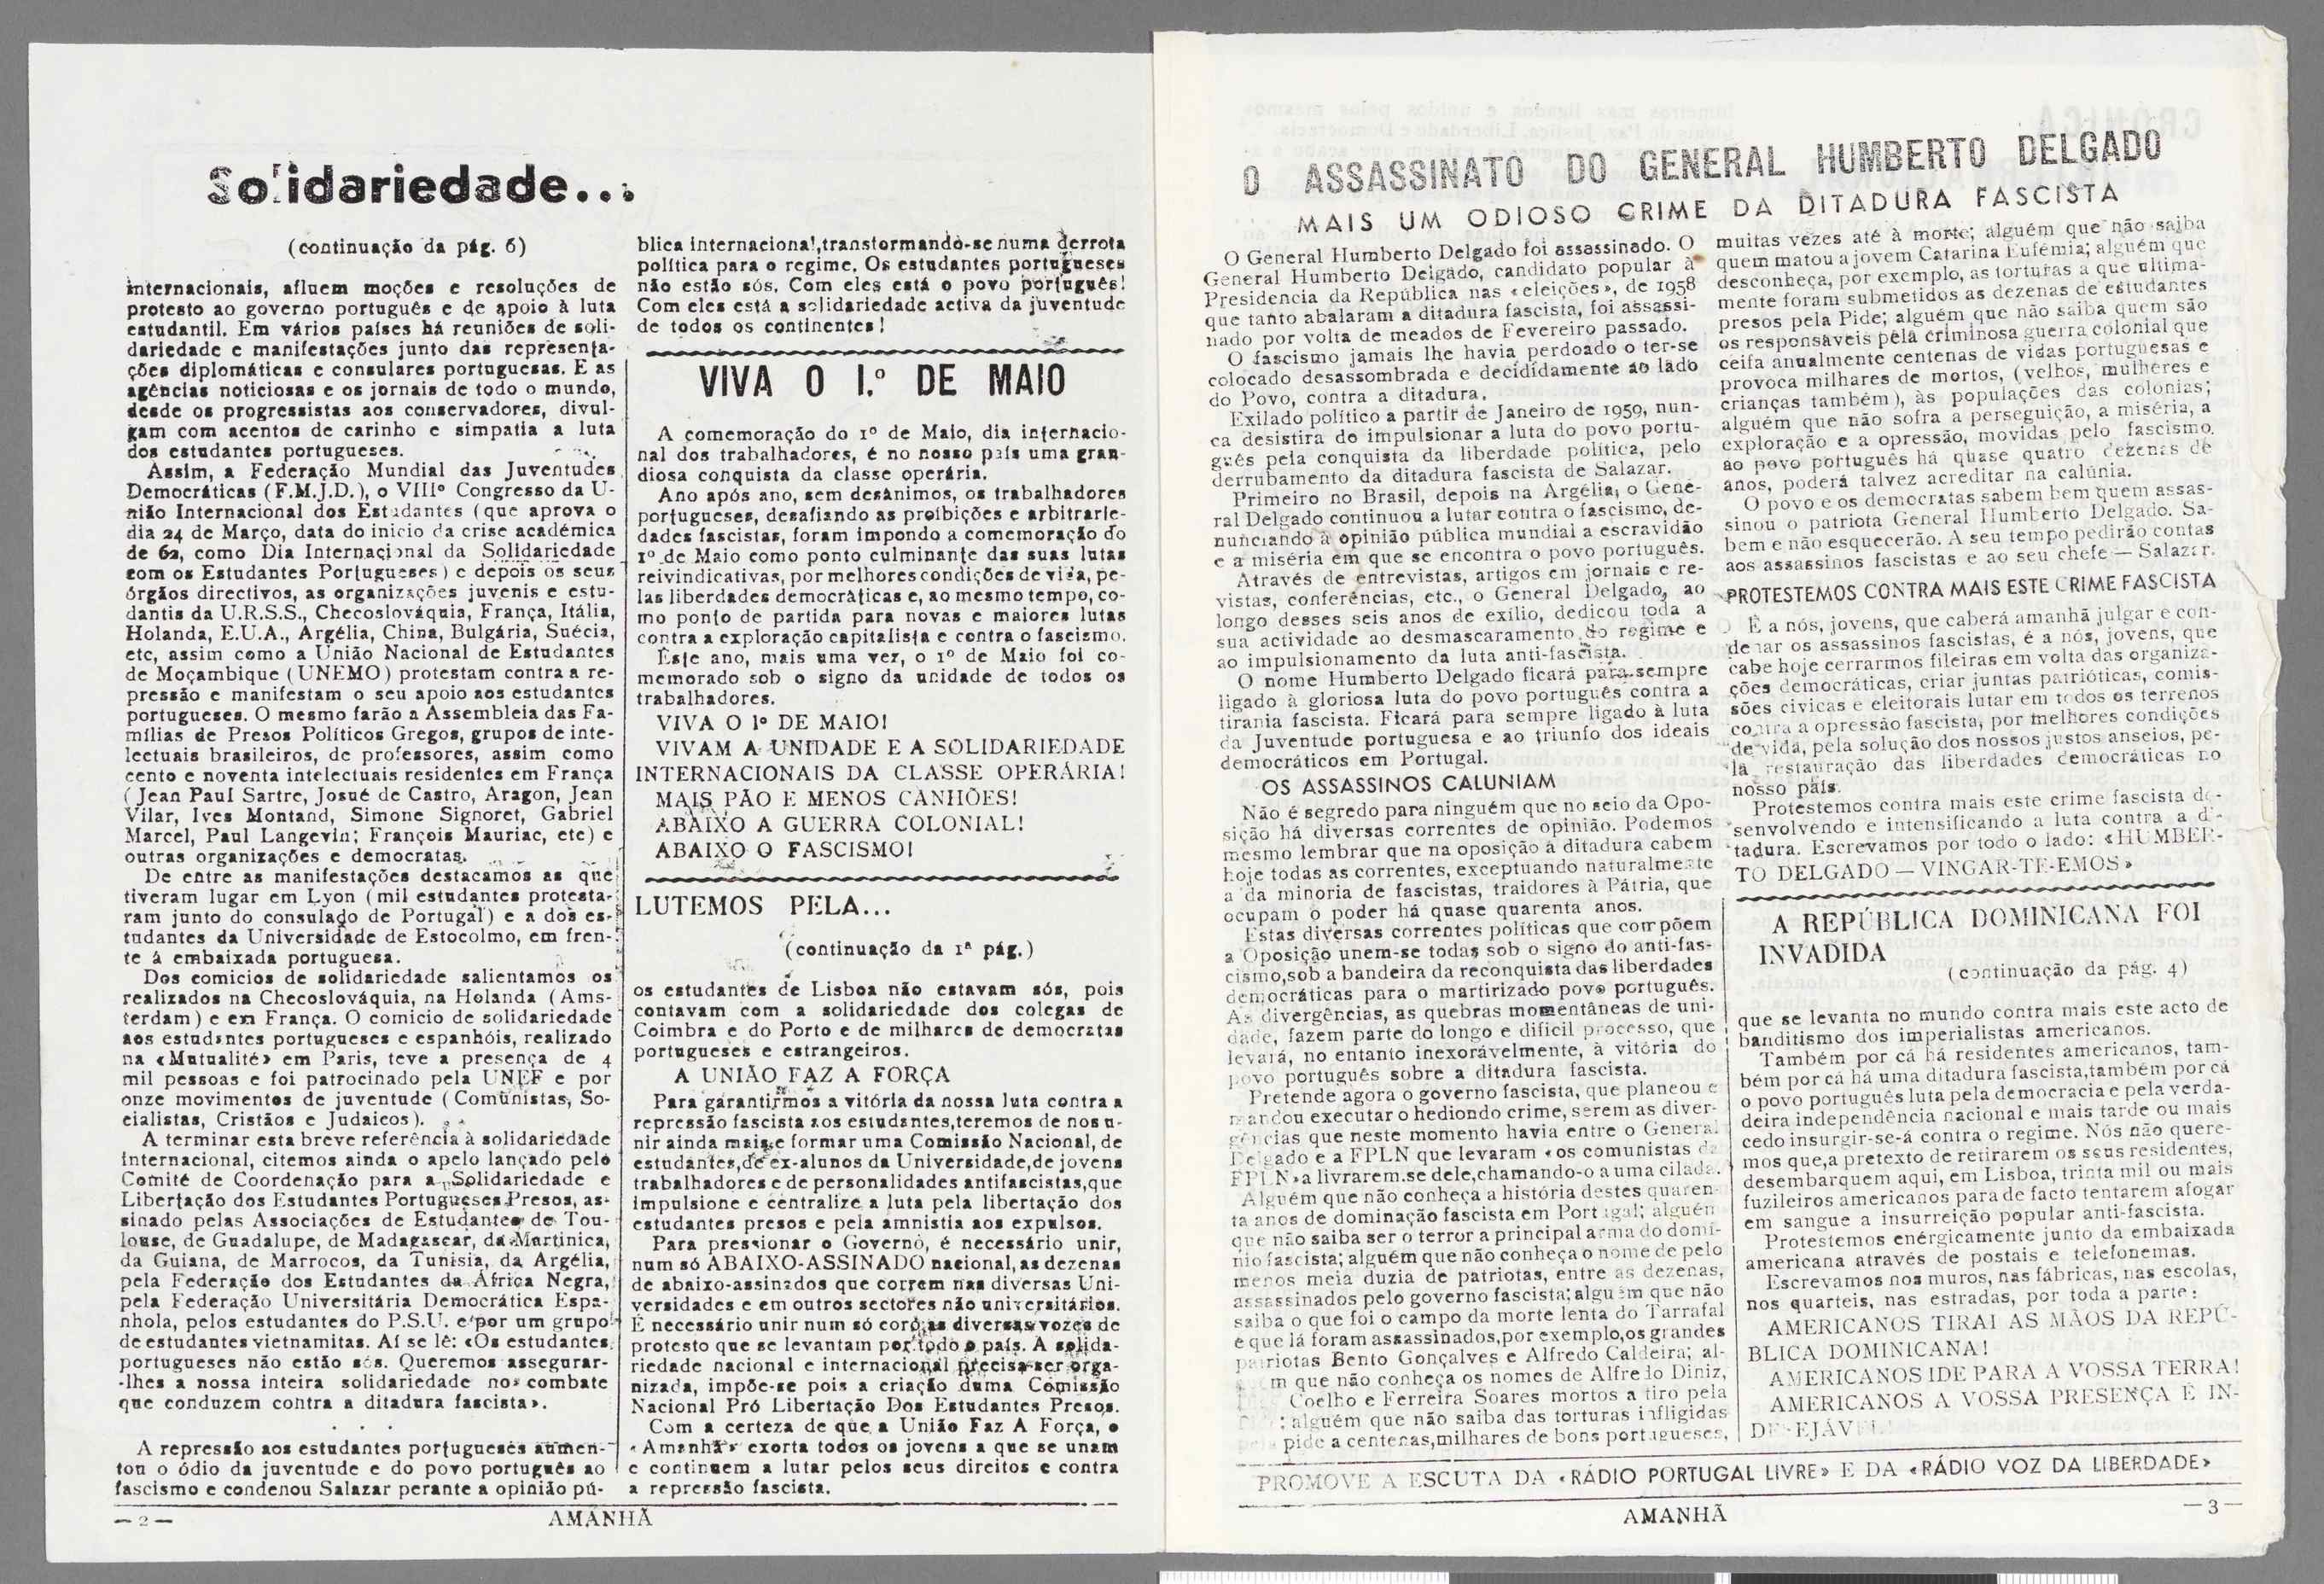 Solidariedade...
(continuação da pág. 6)
internacionais, afluem moções e resoluções de
protesto ao governo português e de apoio à luta
estudantil. Em vários países há reuniões de soli-
dariedade e manifestações junto das representa-
ções diplomáticas e consulares portuguesas. E as
agências noticiosas e os jornais de todo o mundo,
desde os progressistas aos conservadores, divul-
gam com acentos de carinho e simpatia a luta
dos estudantes portugueses.
Assim, a Federação Mundial das Juventudes
Democráticas (F.M.J.D.), o VIIIº Congresso da U-
nião Internacional dos Estudantes (que aprova o
dia 24 de Março, data do inicio da crise académica
de 62, como Dia Internacional da Solidariedade
com os Estudantes Portugueses) e depois os seus
órgãos directivos, as organizações juvenis e estu-
dantis da U.R.S.S., Checoslováquia, França, Itália,
Holanda, E.U.A., Argélia, China, Bulgária, Suécia,
etc, assim como a União Nacional de Estudantes
de Moçambique (UNEMO) protestam contra a re-
pressão e manifestam o seu apoio aos estudantes
portugueses. O mesmo farão a Assembleia das Fa-
mílias de Presos Políticos Gregos, grupos de inte-
lectuais brasileiros, de professores, assim como
cento e noventa intelectuais residentes em França
(Jean Paul Sartre, Josué de Castro, Aragon, Jean
Vilar, Ives Montand, Simone Signoret, Gabriel
Marcel, Paul Langevin; François Mauriac, etc) e
outras organizações e democratas.
De entre as manifestações destacamos as que
tiveram lugar em Lyon (mil estudantes protesta-
ram junto do consulado de Portugal) e a dos es-
tudantes da Universidade de Estocolmo, em fren-
te á embaixada portuguesa.
Dos comicios de solidariedade salientamos os
realizados na Checoslováquia, na Holanda (Ams-
terdam) e em França. O comicio de solidariedade
aos estudantes portugueses e espanhóis, realizado
na «Mutualité» em Paris, teve a presença de 4
mil pessoas e foi patrocinado pela UNEF e por
onze movimentos de juventude (Comunistas, So-
cialistas, Cristãos e Judaicos).
A terminar esta breve referência à solidariedade
internacional, citemos ainda o apelo lançado pelo
Comité de Coordenação para a Solidariedade e
Libertação dos Estudantes Portugueses Presos, as-
sinado pelas Associações de Estudantes de Tou-
louse, de Guadalupe, de Madagascar, da Martinica,
da Guiana, de Marrocos, da Tunisia, da Argélia,
pela Federação dos Estudantes da África Negra,
pela Federação Universitária Democrática Espa-
nhola, pelos estudantes do P.S.U. e por um grupo
de estudantes vietnamitas. Aí se lê: «Os estudantes
portugueses não estão sós. Queremos assegurar-
-lhes a nossa inteira solidariedade no combate
que conduzem contra a ditadura fascista».
. . .
A repressão aos estudantes portugueses aumen-
tou o ódio da juventude e do povo português ao
fascismo e condenou Salazar perante a opinião pú-
blica internacional, transformando-se numa derrota
política para o regime. Os estudantes portugueses
não estão sós. Com eles está o povo português!
Com eles está a solidariedade activa da juventude
de todos os continentes!
VIVA O 1.º DE MAIO
A comemoração do 1º de Maio, dia internacio-
nal dos trabalhadores, é no nosso país uma gran-
diosa conquista da classe operária.
Ano após ano, sem desânimos, os trabalhadores
portugueses, desafiando as proibições e arbitrarie-
dades fascistas, foram impondo a comemoração do
1º de Maio como ponto culminante das suas lutas
reivindicativas, por melhores condições de vida, pe-
las liberdades democràticas e, ao mesmo tempo, co-
mo ponto de partida para novas e maiores lutas
contra a exploração capitalista e contra o fascismo.
Este ano, mais uma vez, o 1º de Maio foi co-
memorado sob o signo da unidade de todos os
trabalhadores.
VIVA O 1º DE MAIO!
VIVAM A UNIDADE E A SOLIDARIEDADE
INTERNACIONAIS DA CLASSE OPERÁRIA!
MAIS PÃO E MENOS CANHÕES!
ABAIXO A GUERRA COLONIAL!
ABAIXO O FASCISMO!
LUTEMOS PELA...
(continuação da 1ª pág.)
os estudantes de Lisboa não estavam sós, pois
contavam com a solidariedade dos colegas de
Coimbra e do Porto e de milhares de democratas
portugueses e estrangeiros.
A UNIÃO FAZ A FORÇA
Para garantirmos a vitória da nossa luta contra a
repressão fascista aos estudantes, teremos de nos u-
nir ainda mais e formar uma Comissão Nacional, de
estudantes, de ex-alunos da Universidade, de jovens
trabalhadores e de personalidades antifascistas, que
impulsione e centralize a luta pela libertação dos
estudantes presos e pela amnistia aos expulsos.
Para pressionar o Governo, é necessário unir,
num só ABAIXO-ASSINADO nacional, as dezenas
de abaixo-assinados que correm nas diversas Uni-
versidades e em outros sectores não universitários.
É necessário unir num só coro as diversas vozes de
protesto que se levantam por todo o país. A solida-
riedade nacional e internacional precisa ser orga-
nizada, impõe-se pois a criação duma Comissão
Nacional Pró Libertação Dos Estudantes Presos.
Com a certeza de que a União Faz A Força, o
«Amanhã» exorta todos os jovens a que se unam
e continuem a lutar pelos seus direitos e contra
a repressão fascista.
— 2 —
AMANHÃ
O ASSASSINATO DO GENERAL HUMBERTO DELGADO
MAIS UM ODIOSO CRIME DA DITADURA FASCISTA
O General Humberto Delgado foi assassinado. O
General Humberto Delgado, candidato popular à
Presidencia da República nas «eleições», de 1958
que tanto abalaram a ditadura fascista, foi assassi-
nado por volta de meados de Fevereiro passado.
O fascismo jamais lhe havia perdoado o ter-se
colocado desassombrada e decididamente ao lado
do Povo, contra a ditadura.
Exilado político a partir de Janeiro de 1959, nun-
ca desistira de impulsionar a luta do povo portu-
guês pela conquista da liberdade política, pelo
derrubamento da ditadura fascista de Salazar.
Primeiro no Brasil, depois na Argélia, o Gene-
ral Delgado continuou a lutar contra o fascismo, de-
nunciando à opinião pública mundial a escravidão
e a miséria em que se encontra o povo português.
Através de entrevistas, artigos em jornais e re-
vistas, conferências, etc., o General Delgado, ao
longo desses seis anos de exílio, dedicou toda a
sua actividade ao desmascaramento do regime e
ao impulsionamento da luta anti-fascista.
O nome Humberto Delgado ficará para sempre
ligado à gloriosa luta do povo português contra a
tirania fascista. Ficará para sempre ligado à luta
da Juventude portuguesa e ao triunfo dos ideais
democráticos em Portugal.
OS ASSASSINOS CALUNIAM
Não é segredo para ninguém que no seio da Opo-
sição há diversas correntes de opinião. Podemos
mesmo lembrar que na oposição à ditadura cabem
hoje todas as correntes, exceptuando naturalmente
a da minoria de fascistas, traidores à Pátria, que
ocupam o poder há quase quarenta anos.
Estas diversas correntes políticas que compõem
a Oposição unem-se todas sob o signo do anti-fas-
cismo, sob a bandeira da reconquista das liberdades
democráticas para o martirizado povo português.
As divergências, as quebras momentâneas de uni-
dade, fazem parte do longo e difícil processo, que
levará, no entanto inexorávelmente, à vitória do
povo português sobre a ditadura fascista.
Pretende agora o governo fascista, que planeou e
mandou executar o hediondo crime, serem as diver-
gências que neste momento havia entre o General
Delgado e a FPLN que levaram «os comunistas da
FPLN» a livrarem-se dele, chamando-o a uma cilada.
Alguém que não conheça a história destes quaren-
ta anos de dominação fascista em Portugal; alguém
que não saiba ser o terror a principal arma do domí-
nio fascista; alguém que não conheça o nome de pelo
menos meia duzia de patriotas, entre as dezenas,
assassinados pelo governo fascista; alguém que não
saiba o que foi o campo da morte lenta do Tarrafal
e que lá foram assassinados, por exemplo, os grandes
patriotas Bento Gonçalves e Alfredo Caldeira; al-
guem que não conheça os nomes de Alfredo Diniz,
Coelho e Ferreira Soares mortos a tiro pela
; alguém que não saiba das torturas infligidas
pela pide a centenas, milhares de bons portugueses,
muitas vezes até à morte; alguém que não saiba
quem matou a jovem Catarina Eufémia; alguém que
desconheça, por exemplo, as torturas a que ultima-
mente foram submetidos as dezenas de estudantes
presos pela Pide; alguém que não saiba quem são
os responsáveis pela criminosa guerra colonial que
ceifa anualmente centenas de vidas portuguesas e
provoca milhares de mortos, (velhos, mulheres e
crianças também), às populações das colonias;
alguém que não sofra a perseguição, a miséria, a
exploração e a opressão, movidas pelo fascismo
ao povo português há quase quatro dezenas de
anos, poderá talvez acreditar na calúnia.
O povo e os democratas sabem bem quem assas-
sinou o patriota General Humberto Delgado. Sa-
bem e não esquecerão. A seu tempo pedirão contas
aos assassinos fascistas e ao seu chefe — Salazar.
PROTESTEMOS CONTRA MAIS ESTE CRIME FASCISTA
É a nós, jovens, que caberá amanhã julgar e con-
denar os assassinos fascistas, é a nós, jovens, que
cabe hoje cerrarmos fileiras em volta das organiza-
ções democráticas, criar juntas patrióticas, comis-
sões cívicas e eleitorais lutar em todos os terrenos
contra a opressão fascista, por melhores condições
de vida, pela solução dos nossos justos anseios, pe-
la restauração das liberdades democráticas no
nosso país.
Protestemos contra mais este crime fascista de-
senvolvendo e intensificando a luta contra a di-
tadura. Escrevamos por todo o lado: «HUMBER-
TO DELGADO — VINGAR-TE-EMOS»
A REPÚBLICA DOMINICANA FOI
INVADIDA
(continuação da pág. 4)
que se levanta no mundo contra mais este acto de
banditismo dos imperialistas americanos.
Também por cá há residentes americanos, tam-
bém por cá há uma ditadura fascista, também por cá
o povo português luta pela democracia e pela verda-
deira independência nacional e mais tarde ou mais
cedo insurgir-se-á contra o regime. Nós não quere-
mos que, a pretexto de retirarem os seus residentes,
desembarquem aqui, em Lisboa, trinta mil ou mais
fuzileiros americanos para de facto tentarem afogar
em sangue a insurreição popular anti-fascista.
Protestemos enérgicamente junto da embaixada
americana através de postais e telefonemas.
Escrevamos nos muros, nas fábricas, nas escolas,
nos quarteis, nas estradas, por toda a parte:
AMERICANOS TIRAI AS MÃOS DA REPÚ-
BLICA DOMINICANA!
AMERICANOS IDE PARA A VOSSA TERRA!
AMERICANOS A VOSSA PRESENÇA É IN-
DESEJÁVEL!
PROMOVE A ESCUTA DA «RÁDIO PORTUGAL LIVRE» E DA «RÁDIO VOZ DA LIBERDADE»
AMANHÃ
— 3 —